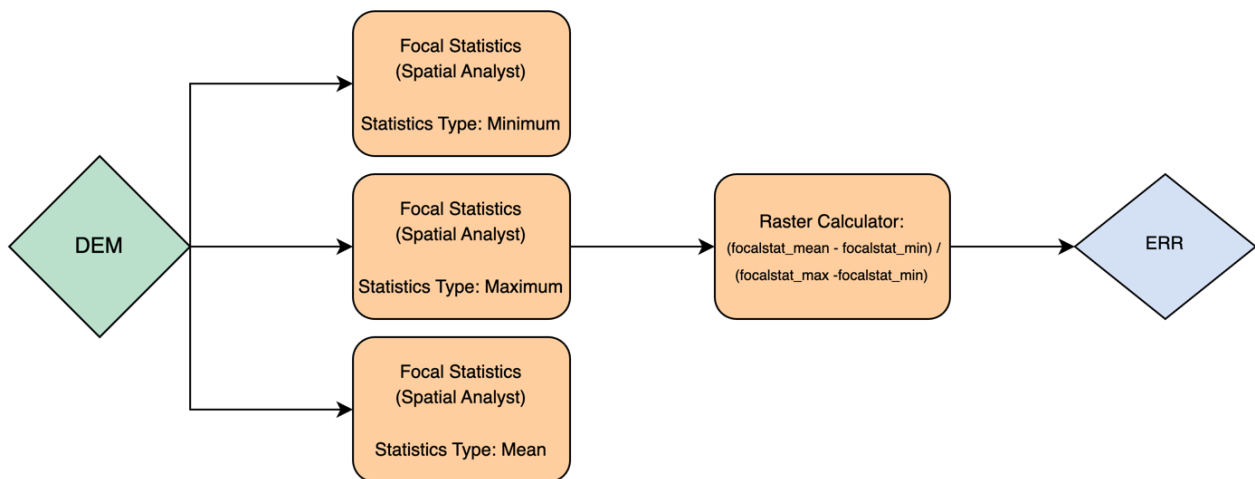 Focal Statistics
(Spatial Analyst)
Statistics Type: Minimum
DEM
Focal Statistics
(Spatial Analyst)
Statistics Type: Maximum
Raster Calculator:
(focalstat_mean - focalstat_min) /
(focalstat_max -focalstat_min)
ERR
Focal Statistics
(Spatial Analyst)
Statistics Type: Mean